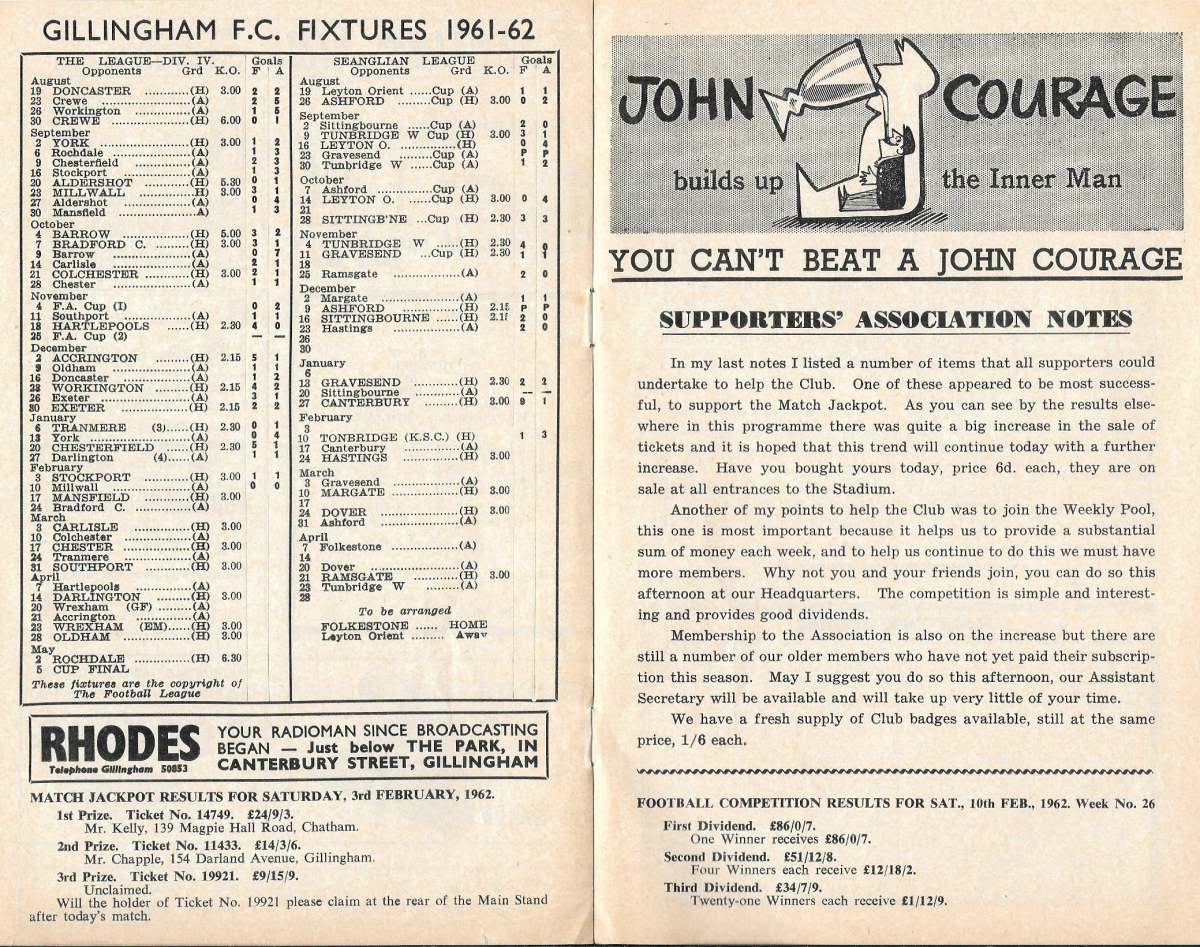 GILLINGHAM F.C. FIXTURES 1961-62
THE LEAGUE—DIV. IV. Goals
Opponents Grd K.O. F A
August
19 DONCASTER ...........(H) 3.00 2 2
23 Crewe ..................(A) 2 5
26 Workington ............(A) 1 5
30 CREWE ..................(H) 6.00 0 1
September
2 YORK ..................(H) 3.00 1 2
6 Rochdale ...............(A) 1 3
9 Chesterfield ............(A) 2 3
16 Stockport ...............(A) 1 3
20 ALDERSHOT .........(H) 5.30 0 1
23 MILLWALL ............(H) 3.00 3 1
27 Aldershot ...............(A) 0 4
30 Mansfield ............... A) 1 3
October
4 BARROW ...............(H) 5.00 3 2
7 BRADFORD C. ......(H) 3.00 3 1
9 Barrow ..................(A) 0 7
14 Carlisle ..................(A) 2 1
21 COLCHESTER .........(H) 3.00 2 1
28 Chester ..................(A) 1 1
November
4 F.A. Cup (I) 0 2
11 Southport ...............(A) 1 1
18 HARTLEPOOLS ......(H) 2.30 4 0
25 F.A. Cup (2) — —
December
2 ACCRINGTON .........(H) 2.15 5 1
9 Oldham ..................(A) 1 1
16 Doncaster ...............(A) 1 2
23 WORKINGTON ......(H) 2.15 4 2
26 Exeter ..................(A) 3 1
30 EXETER ...............(H) 2.15 2 2
January
6 TRANMERE (3)......(H) 2.30 0 1
13 York .....................(A) 0 4
20 CHESTERFIELD ......(H) 2.30 5 1
27 Darlington (4)......(A) 1 1
February
3 STOCKPORT .........(H) 3.00 1 1
10 Millwall ...............(A) 0 0
17 MANSFIELD .........(H) 3.00
24 Bradford C. ............(A)
March
3 CARLISLE ............(H) 3.00
10 Colchester ............(A)
17 CHESTER ...............(H) 3.00
24 Tranmere ...............(A)
31 SOUTHPORT .........(H) 3.00
April
7 Hartlepools ............(A)
14 DARLINGTON .........(H) 3.00
20 Wrexham (GF) .........(A)
21 Accrington ............(A)
23 WREXHAM (EM)......(H) 3.00
28 OLDHAM ...............(H) 3.00
May
2 ROCHDALE ............(H) 6.30
5 CUP FINAL
These fixtures are the copyright of
The Football League
SEANGLIAN LEAGUE Goals
Opponents Grd K.O. F A
August
19 Leyton Orient ......Cup (A) 1 1
26 ASHFORD .........Cup (H) 3.00 0 2
September
2 Sittingbourne ......Cup (A) 2 0
9 TUNBRIDGE W Cup (H) 3.00 3 1
16 LEYTON O. ............(H) 0 4
23 Gravesend .........Cup (A) P P
30 Tunbridge W ......Cup (A) 1 2
October
7 Ashford ............Cup (A)
14 LEYTON O. ......Cup (H) 3.00 0 4
21
28 SITTINGB'NE ...Cup (H) 2.30 3 3
November
4 TUNBRIDGE W ......(H) 2.30 4 0
11 GRAVESEND ...Cup (H) 2.30 1 1
18
25 Ramsgate ...............(A) 2 0
December
2 Margate ..................(A) 1 1
9 ASHFORD ...............(H) 2.15 P P
16 SITTINGBOURNE ...(H) 2.15 2 0
23 Hastings ...............(A) 2 0
26
30
January
6
13 GRAVESEND .........(H) 2.30 2 2
20 Sittingbourne .........(A) — —
27 CANTERBURY .........(H) 3.00 9 1
February
3
10 TONBRIDGE (K.S.C.) (H) 1 3
17 Canterbury ............(A)
24 HASTINGS ............(H) 3.00
March
3 Gravesend ...............(A)
10 MARGATE ...............(H) 3.00
17
24 DOVER ..................(H) 3.00
31 Ashford ..................(A)
April
7 Folkestone ...............(A)
14
20 Dover .....................(A)
21 RAMSGATE ............(H) 3.00
23 Tunbridge W .........(A)
28
To be arranged
FOLKESTONE ...... HOME
Leyton Orient ......... Away
RHODES
Telephone Gillingham 50853
YOUR RADIOMAN SINCE BROADCASTING
BEGAN — Just below THE PARK, IN
CANTERBURY STREET, GILLINGHAM
MATCH JACKPOT RESULTS FOR SATURDAY, 3rd FEBRUARY, 1962.
1st Prize. Ticket No. 14749. £24/9/3.
Mr. Kelly, 139 Magpie Hall Road, Chatham.
2nd Prize. Ticket No. 11433. £14/3/6.
Mr. Chapple, 154 Darland Avenue, Gillingham.
3rd Prize. Ticket No. 19921. £9/15/9.
Unclaimed.
Will the holder of Ticket No. 19921 please claim at the rear of the Main Stand
after today's match.
JOHN COURAGE
builds up the Inner Man
YOU CAN'T BEAT A JOHN COURAGE
SUPPORTERS' ASSOCIATION NOTES
In my last notes I listed a number of items that all supporters could
undertake to help the Club. One of these appeared to be most success-
ful, to support the Match Jackpot. As you can see by the results else-
where in this programme there was quite a big increase in the sale of
tickets and it is hoped that this trend will continue today with a further
increase. Have you bought yours today, price 6d. each, they are on
sale at all entrances to the Stadium.
Another of my points to help the Club was to join the Weekly Pool,
this one is most important because it helps us to provide a substantial
sum of money each week, and to help us continue to do this we must have
more members. Why not you and your friends join, you can do so this
afternoon at our Headquarters. The competition is simple and interest-
ing and provides good dividends.
Membership to the Association is also on the increase but there are
still a number of our older members who have not yet paid their subscrip-
tion this season. May I suggest you do so this afternoon, our Assistant
Secretary will be available and will take up very little of your time.
We have a fresh supply of Club badges available, still at the same
price, 1/6 each.
FOOTBALL COMPETITION RESULTS FOR SAT., 10th FEB., 1962. Week No. 26
First Dividend. £86/0/7.
One Winner receives £86/0/7.
Second Dividend. £51/12/8.
Four Winners each receive £12/18/2.
Third Dividend. £34/7/9.
Twenty-one Winners each receive £1/12/9.